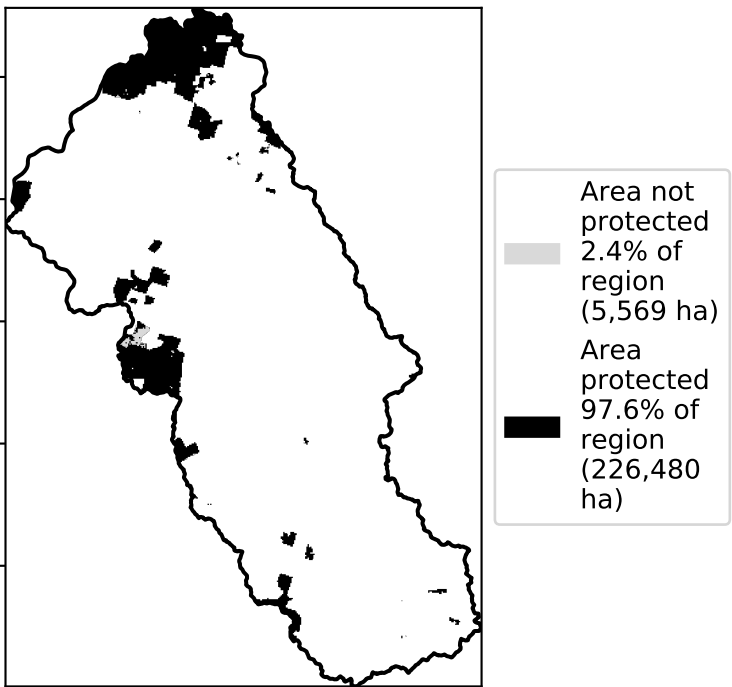 Area not
protected
2.4% of
region
(5,569 ha)
Area
protected
97.6% of
region
(226,480
ha)